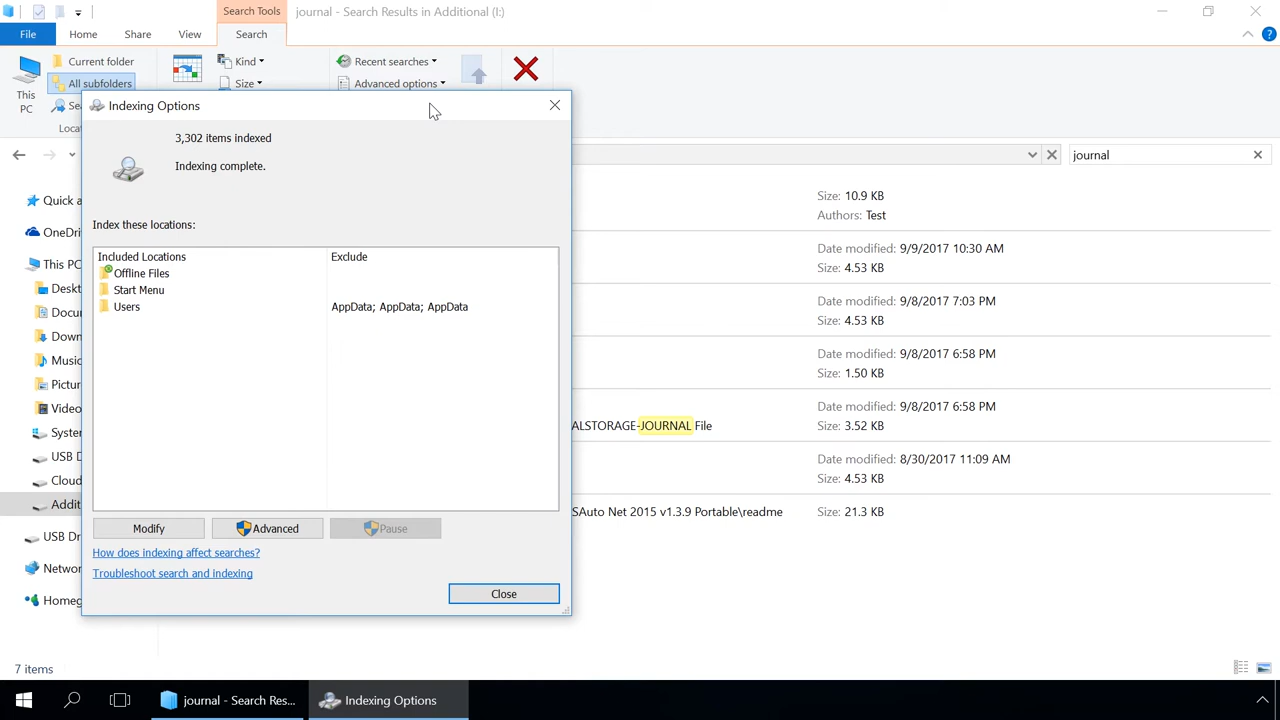 Search Tools
journal - Search Results in Additional (I:)
File
Home
Share
View
Search
This PC
Current folder
All subfolders
Kind
Size
Recent searches
Advanced options
Indexing Options
3,302 items indexed
Indexing complete.
Index these locations:
Included Locations
Exclude
Offline Files
Start Menu
Users
AppData; AppData; AppData
Modify
Advanced
Pause
How does indexing affect searches?
Troubleshoot search and indexing
Close
journal
Quick a
OneDri
This PC
Deskt
Docu
Down
Music
Pictur
Video
Syste
USB D
Cloud
Addit
USB Dr
Networ
Homeg
Size: 10.9 KB
Authors: Test
Date modified: 9/9/2017 10:30 AM
Size: 4.53 KB
Date modified: 9/8/2017 7:03 PM
Size: 4.53 KB
Date modified: 9/8/2017 6:58 PM
Size: 1.50 KB
Date modified: 9/8/2017 6:58 PM
ALSTORAGE-JOURNAL File
Size: 3.52 KB
Date modified: 8/30/2017 11:09 AM
Size: 4.53 KB
SAuto Net 2015 v1.3.9 Portable\readme
Size: 21.3 KB
7 items
journal - Search Res...
Indexing Options